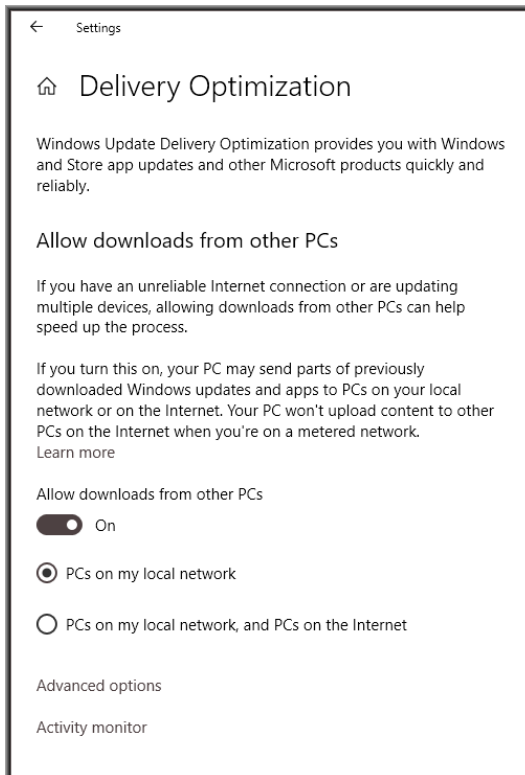 Settings
Delivery Optimization
Windows Update Delivery Optimization provides you with Windows
and Store app updates and other Microsoft products quickly and
reliably.
Allow downloads from other PCs
If you have an unreliable Internet connection or are updating
multiple devices, allowing downloads from other PCs can help
speed up the process.
If you turn this on, your PC may send parts of previously
downloaded Windows updates and apps to PCs on your local
network or on the Internet. Your PC won't upload content to other
PCs on the Internet when you're on a metered network.
Learn more
Allow downloads from other PCs
On
PCs on my local network
PCs on my local network, and PCs on the Internet
Advanced options
Activity monitor